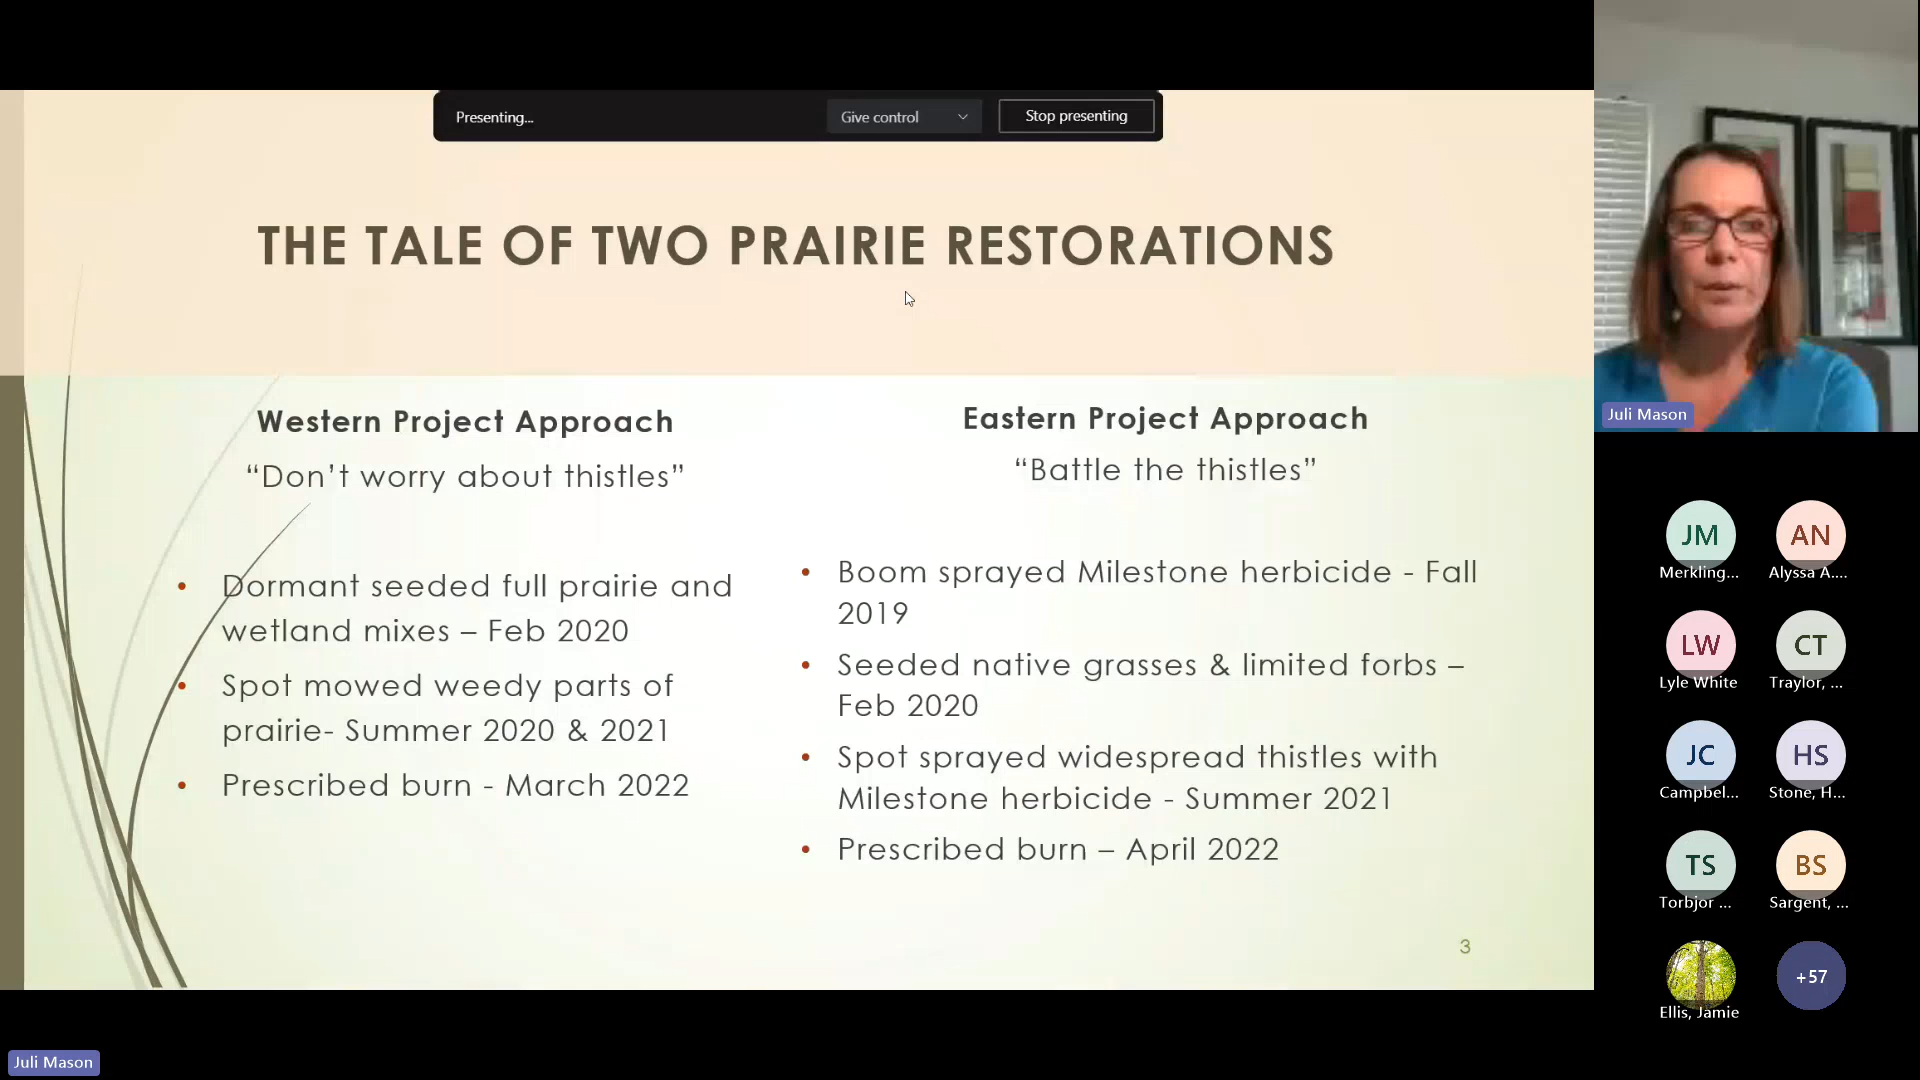 Presenting...
Give control
Stop presenting
THE TALE OF TWO PRAIRIE RESTORATIONS
Western Project Approach
“Don’t worry about thistles”
• Dormant seeded full prairie and
wetland mixes – Feb 2020
• Spot mowed weedy parts of
prairie- Summer 2020 & 2021
• Prescribed burn - March 2022
Eastern Project Approach
“Battle the thistles”
• Boom sprayed Milestone herbicide - Fall
2019
• Seeded native grasses & limited forbs –
Feb 2020
• Spot sprayed widespread thistles with
Milestone herbicide - Summer 2021
• Prescribed burn – April 2022
3
Juli Mason
JM
AN
Merkling...
Alyssa A....
LW
CT
Lyle White
Traylor, ...
JC
HS
Campbel...
Stone, H...
TS
BS
Torbjor ...
Sargent, ...
+57
Ellis, Jamie
Juli Mason